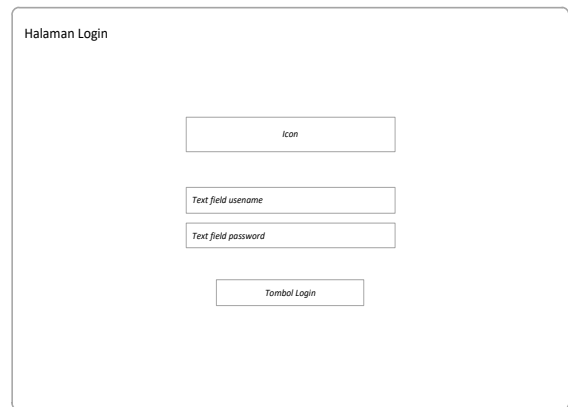 Halaman Login
Icon
Text field usename
Text field password
Tombol Login